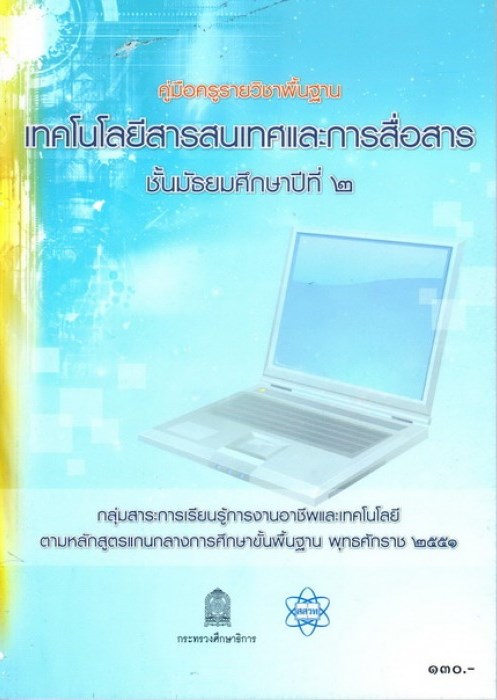 คู่มือครูรายวิชาพื้นฐาน
เทคโนโลยีสารสนเทศและการสื่อสาร
ชั้นมัธยมศึกษาปีที่ ๒
กลุ่มสาระการเรียนรู้การงานอาชีพและเทคโนโลยี
ตามหลักสูตรแกนกลางการศึกษาขั้นพื้นฐาน พุทธศักราช ๒๕๕๑
สสวท
กระทรวงศึกษาธิการ
๑๓๐.-